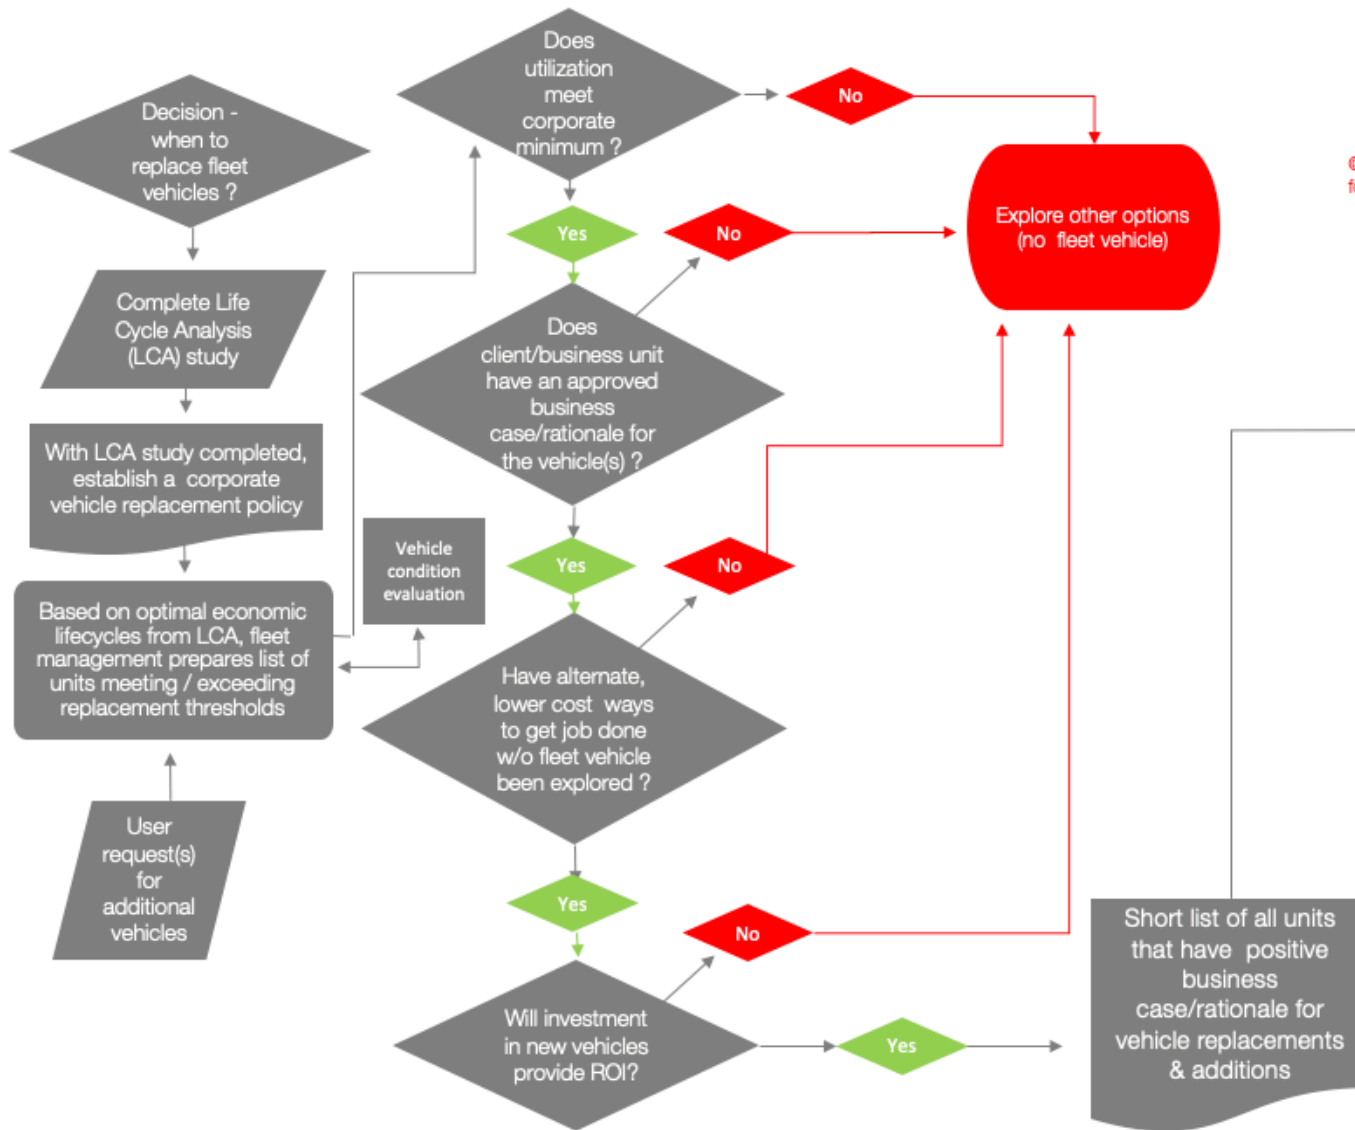 Decision -
when to
replace fleet
vehicles ?
Complete Life
Cycle Analysis
(LCA) study
With LCA study completed,
establish a corporate
vehicle replacement policy
Based on optimal economic
lifecycles from LCA, fleet
management prepares list of
units meeting / exceeding
replacement thresholds
User
request(s)
for
additional
vehicles
Vehicle
condition
evaluation
Does
utilization
meet
corporate
minimum ?
No
Yes
Does
client/business unit
have an approved
business
case/rationale for
the vehicle(s) ?
No
Yes
Have alternate,
lower cost ways
to get job done
w/o fleet vehicle
been explored ?
No
Yes
Will investment
in new vehicles
provide ROI?
No
Yes
Explore other options
(no fleet vehicle)
Short list of all units
that have positive
business
case/rationale for
vehicle replacements
& additions